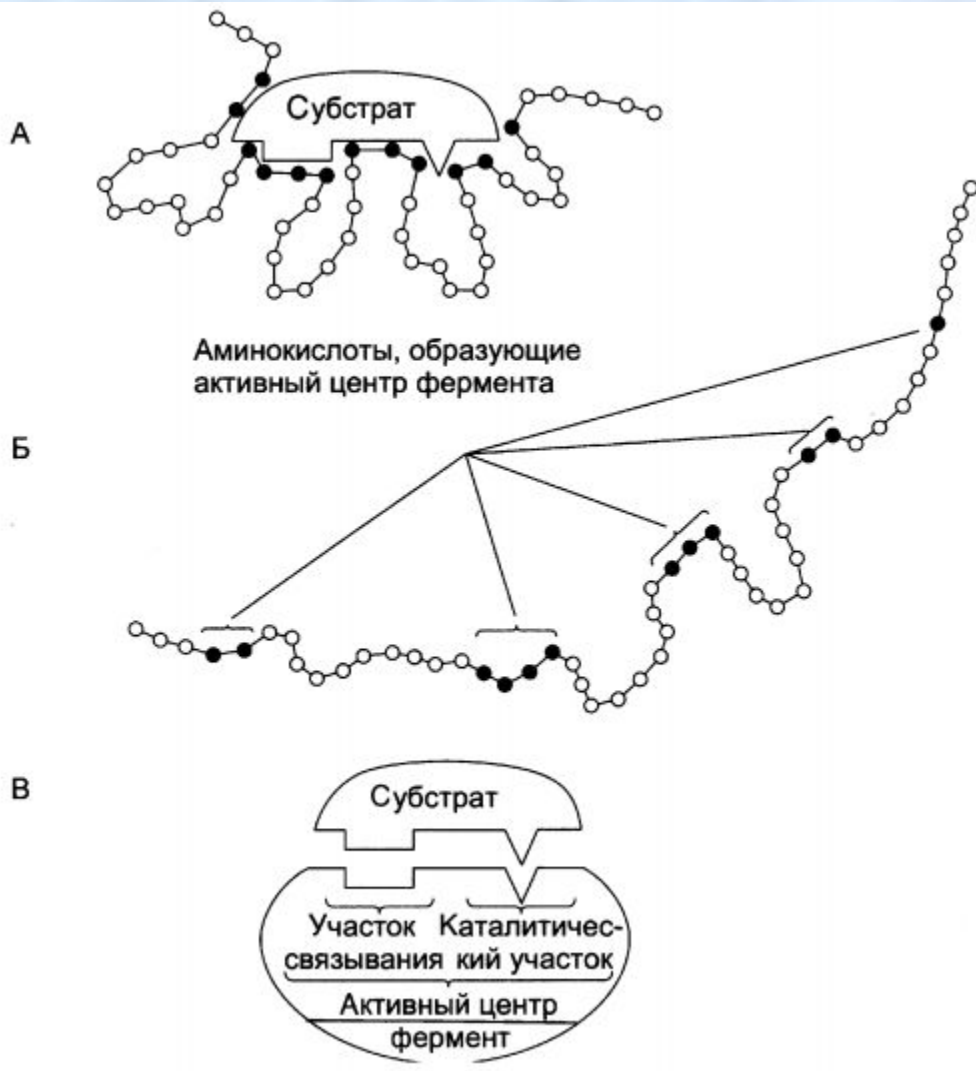 А
Субстрат
Аминокислоты, образующие
активный центр фермента
Б
В
Субстрат
Участок Каталитичес-
связывания кий участок
Активный центр
фермент